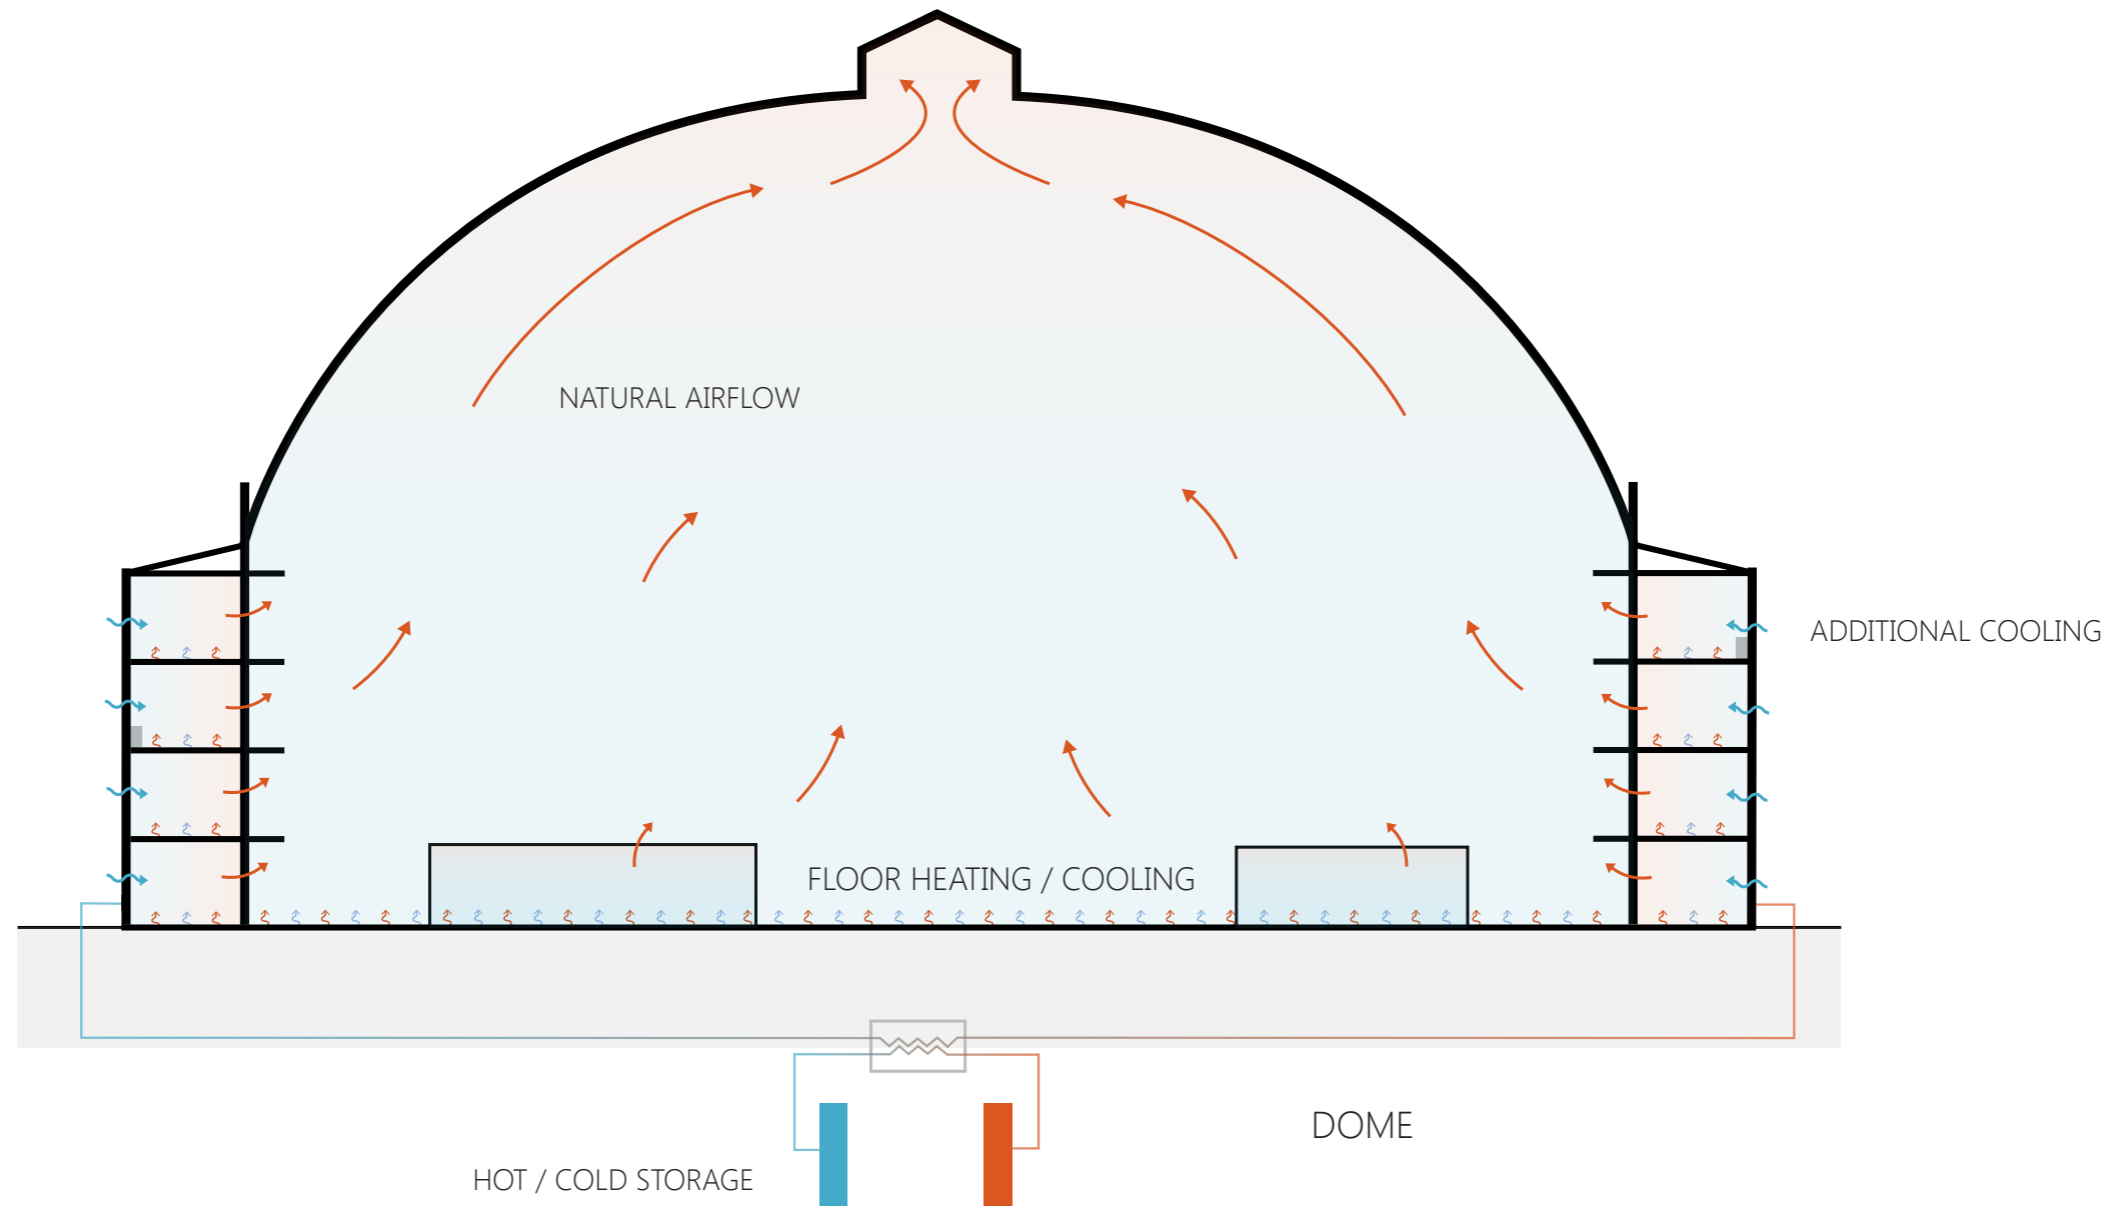 NATURAL AIRFLOW
ADDITIONAL COOLING
FLOOR HEATING / COOLING
DOME
HOT / COLD STORAGE